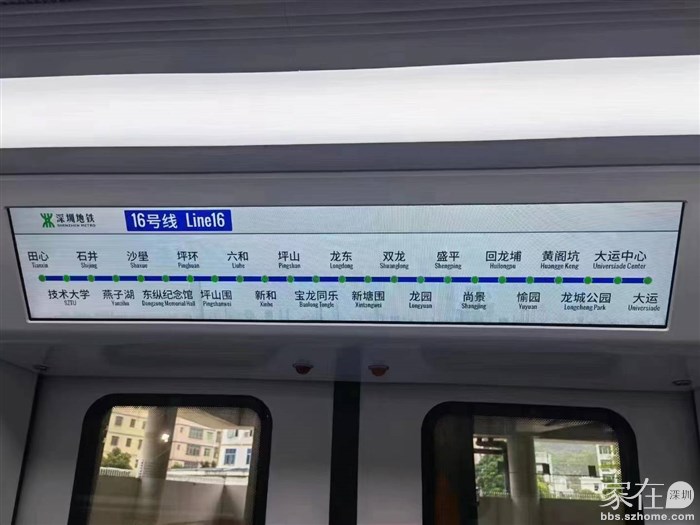 深圳地铁
SHENZHEN METRO
16号线 Line16
田心 石井 沙壆 坪环 六和 坪山 龙东 双龙 盛平 回龙埔 黄阁坑 大运中心
Tianxin Shijing Shaxue Pinghuan Liuhe Pingshan Longdong Shuanglong Shengping Huilongpu Huangge Keng Universiade Center
技术大学 燕子湖 东纵纪念馆 坪山围 新和 宝龙同乐 新塘围 龙园 尚景 愉园 龙城公园 大运
SZTU Yanzihu Dongzong Memorial Hall Pingshanwei Xinhe Baolong Tongle Xintangwei Longyuan Shangjing Yuyuan Longcheng Park Universiade
家在深圳
bbs.szhome.com